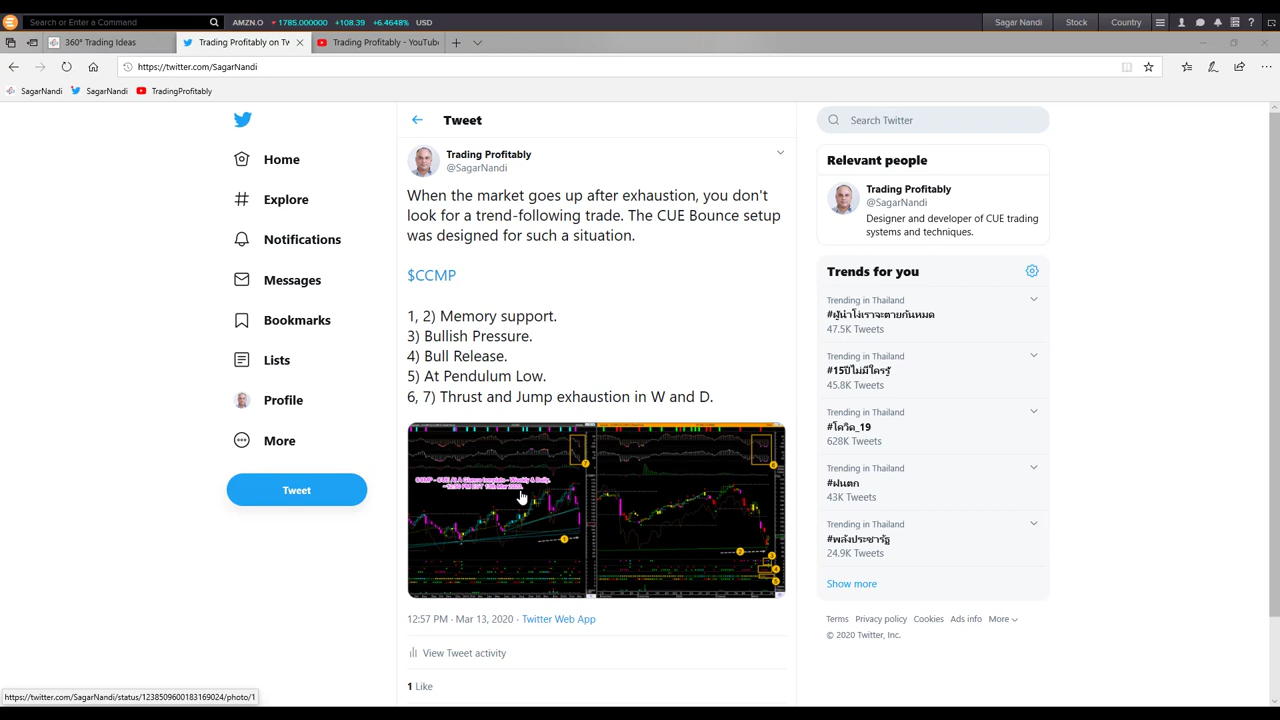 Search or Enter a Command
AMZN.O 1785.000000 +108.39 +6.4648% USD
Sagar Nandi Stock Country
360° Trading Ideas
Trading Profitably on Tw
Trading Profitably - YouTube
https://twitter.com/SagarNandi
SagarNandi SagarNandi TradingProfitably
Home
Explore
Notifications
Messages
Bookmarks
Lists
Profile
More
Tweet
Tweet
Trading Profitably
@SagarNandi
When the market goes up after exhaustion, you don't
look for a trend-following trade. The CUE Bounce setup
was designed for such a situation.
$CCMP
1, 2) Memory support.
3) Bullish Pressure.
4) Bull Release.
5) At Pendulum Low.
6, 7) Thrust and Jump exhaustion in W and D.
12:57 PM · Mar 13, 2020 · Twitter Web App
View Tweet activity
1 Like
Search Twitter
Relevant people
Trading Profitably
@SagarNandi
Designer and developer of CUE trading
systems and techniques.
Trends for you
Trending in Thailand
#ผู้นําโง่เราจะตายกันหมด
47.5K Tweets
Trending in Thailand
#15ปีไม่มีใครรู้
45.8K Tweets
Trending in Thailand
#โควิด_19
628K Tweets
Trending in Thailand
#ฝนตก
43K Tweets
Trending in Thailand
#พลังประชารัฐ
24.9K Tweets
Show more
Terms Privacy policy Cookies Ads info More
© 2020 Twitter, Inc.
https://twitter.com/SagarNandi/status/1238509600183169024/photo/1